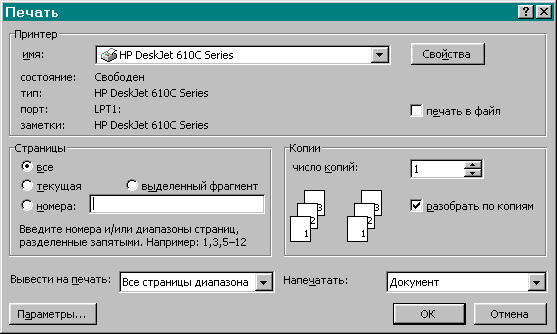 Печать
Принтер
имя: HP DeskJet 610C Series Свойства
состояние: Свободен
тип: HP DeskJet 610C Series
порт: LPT1:
заметки: HP DeskJet 610C Series
печать в файл
Страницы
все
текущая выделенный фрагмент
номера:
Введите номера и/или диапазоны страниц,
разделенные запятыми. Например: 1,3,5–12
Копии
число копий: 1
3 3
2 2
1 1
разобрать по копиям
Вывести на печать: Все страницы диапазона Напечатать: Документ
Параметры... ОК Отмена